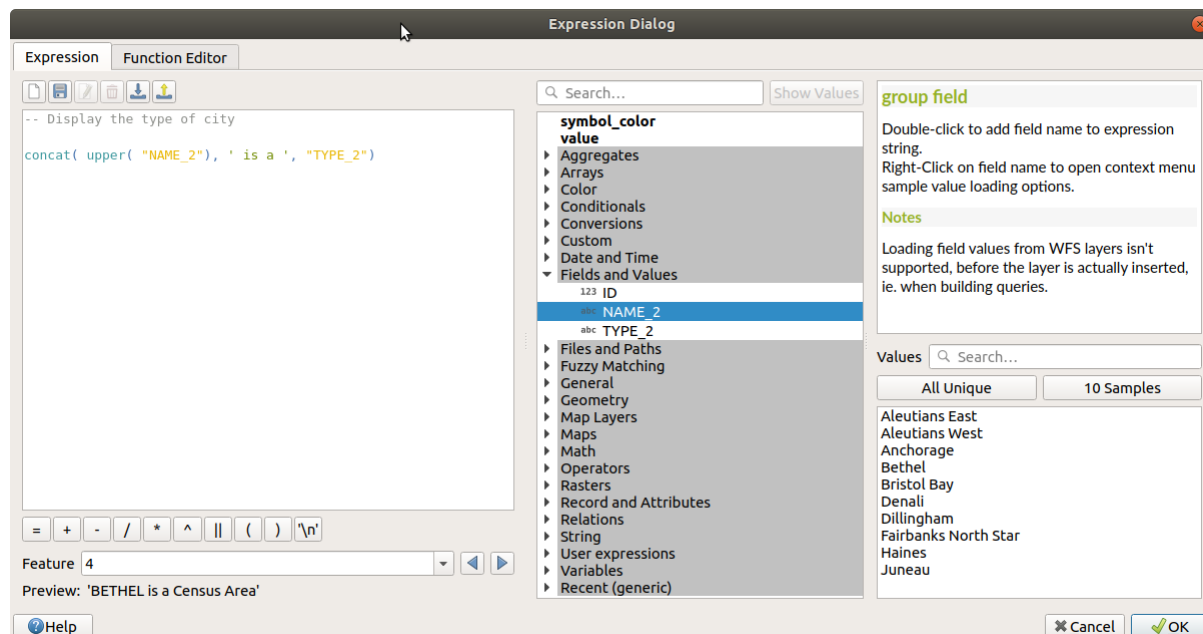 Expression Dialog
Expression
Function Editor
-- Display the type of city
concat( upper( "NAME_2"), ' is a ', "TYPE_2")
= + - / * ^ || ( ) '\n'
Feature 4
Preview: 'BETHEL is a Census Area'
Help
Search...
Show Values
symbol_color
value
Aggregates
Arrays
Color
Conditionals
Conversions
Custom
Date and Time
Fields and Values
123 ID
abc NAME_2
abc TYPE_2
Files and Paths
Fuzzy Matching
General
Geometry
Map Layers
Maps
Math
Operators
Rasters
Record and Attributes
Relations
String
User expressions
Variables
Recent (generic)
group field
Double-click to add field name to expression
string.
Right-Click on field name to open context menu
sample value loading options.
Notes
Loading field values from WFS layers isn't
supported, before the layer is actually inserted,
ie. when building queries.
Values Search...
All Unique
10 Samples
Aleutians East
Aleutians West
Anchorage
Bethel
Bristol Bay
Denali
Dillingham
Fairbanks North Star
Haines
Juneau
Cancel
OK